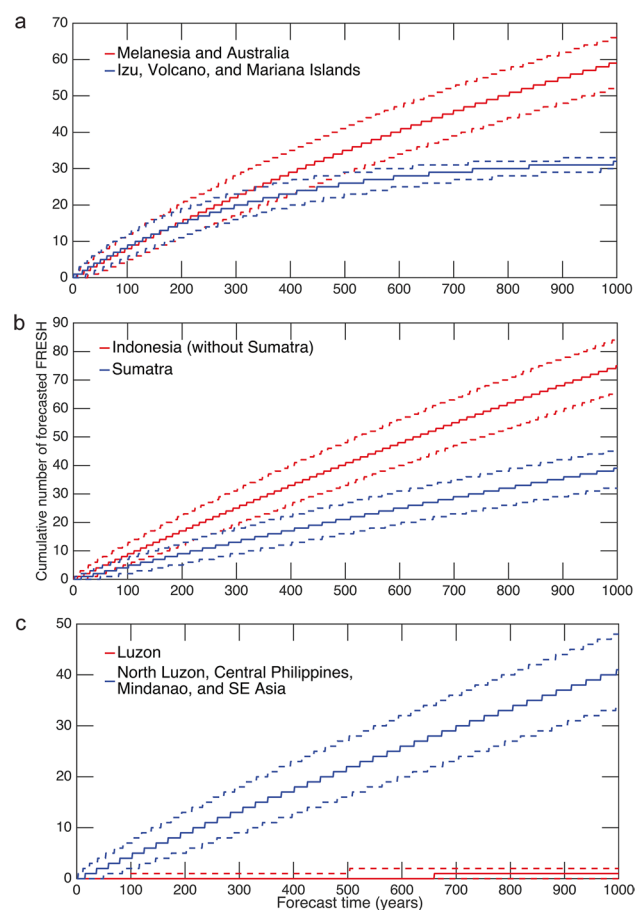 a
70
60
50
40
30
20
10
0
Melanesia and Australia
Izu, Volcano, and Mariana Islands
0 100 200 300 400 500 600 700 800 900 1000
b
Cumulative number of forecasted FRESH
90
80
70
60
50
40
30
20
10
0
Indonesia (without Sumatra)
Sumatra
0 100 200 300 400 500 600 700 800 900 1000
c
50
40
30
20
10
0
Luzon
North Luzon, Central Philippines,
Mindanao, and SE Asia
0 100 200 300 400 500 600 700 800 900 1000
Forecast time (years)